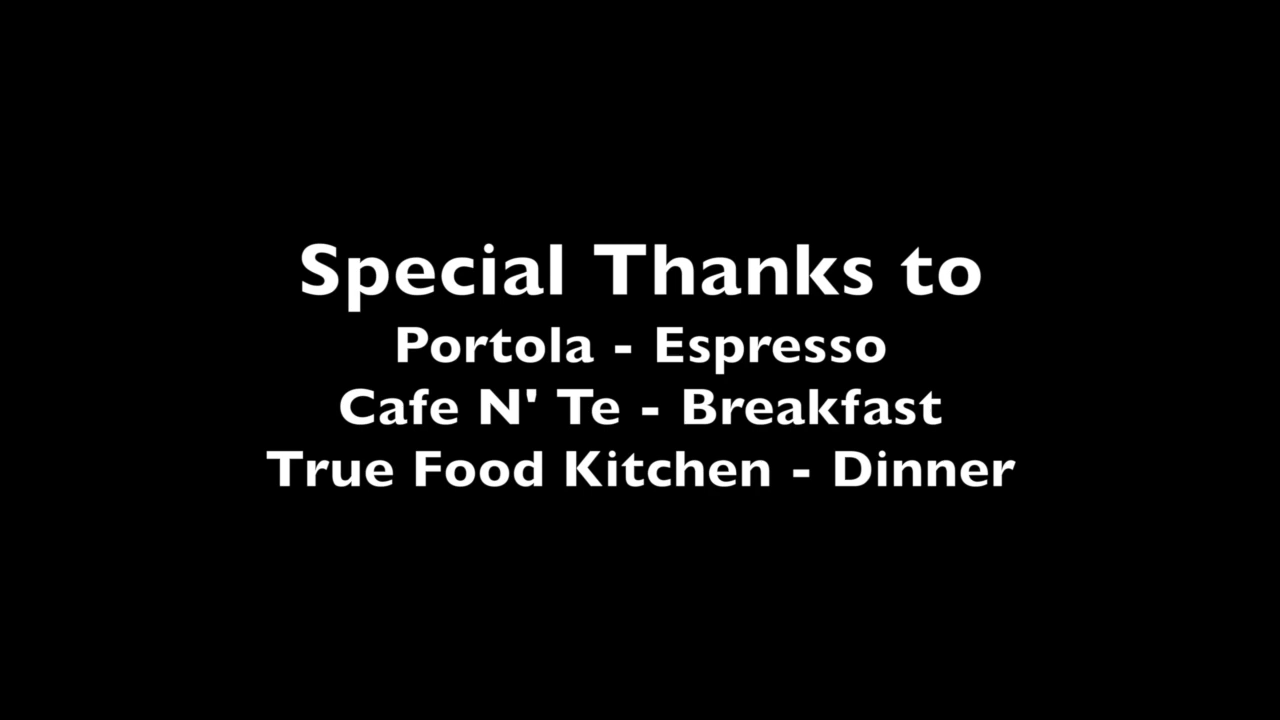 Special Thanks to
Portola - Espresso
Cafe N' Te - Breakfast
True Food Kitchen - Dinner